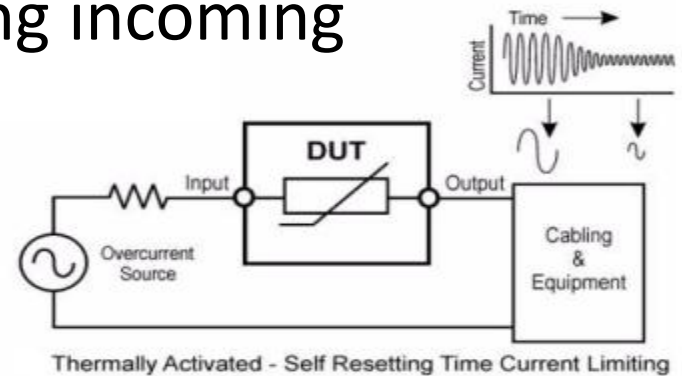 ng incoming
Time
Current
DUT
Input
Output
Overcurrent
Source
Cabling
&
Equipment
Thermally Activated - Self Resetting Time Current Limiting